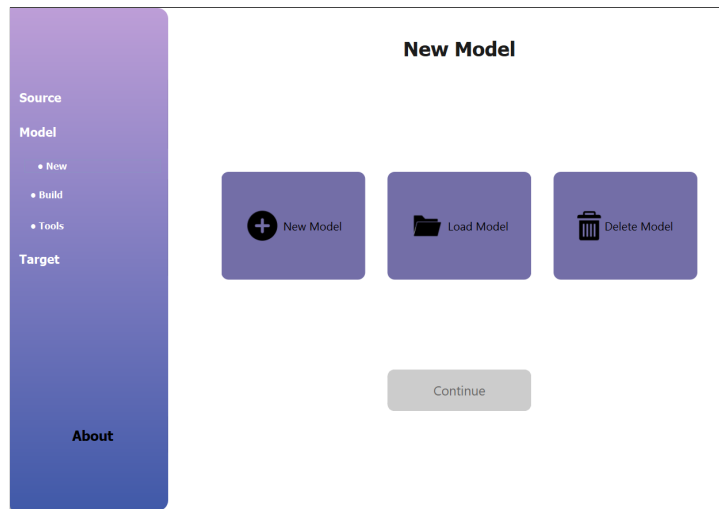 New Model
Source
Model
• New
• Build
• Tools
Target
New Model
Load Model
Delete Model
Continue
About